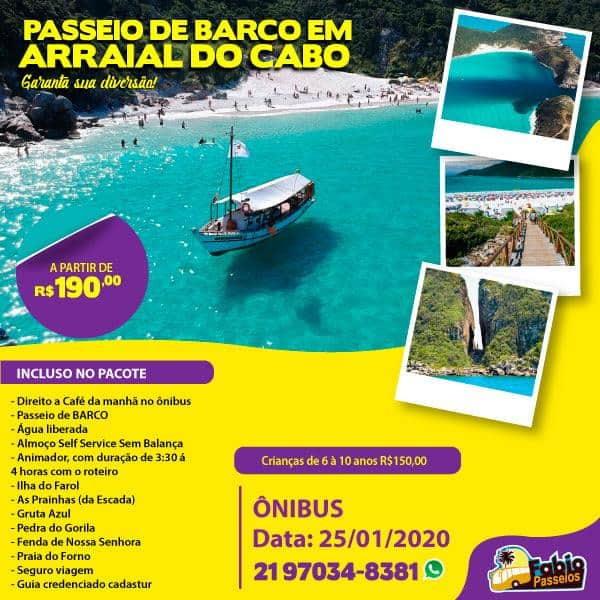 PASSEIO DE BARCO EM
ARRAIAL DO CABO
Garanta sua diversão!
A PARTIR DE
R$190,00
INCLUSO NO PACOTE
- Direito a Café da manhã no ônibus
- Passeio de BARCO
- Água liberada
- Almoço Self Service Sem Balança
- Animador, com duração de 3:30 á
4 horas com o roteiro
- Ilha do Farol
- As Prainhas (da Escada)
- Gruta Azul
- Pedra do Gorila
- Fenda de Nossa Senhora
- Praia do Forno
- Seguro viagem
- Guia credenciado cadastur
Crianças de 6 à 10 anos R$150,00
ÔNIBUS
Data: 25/01/2020
21 97034-8381
Fabio
Passeios